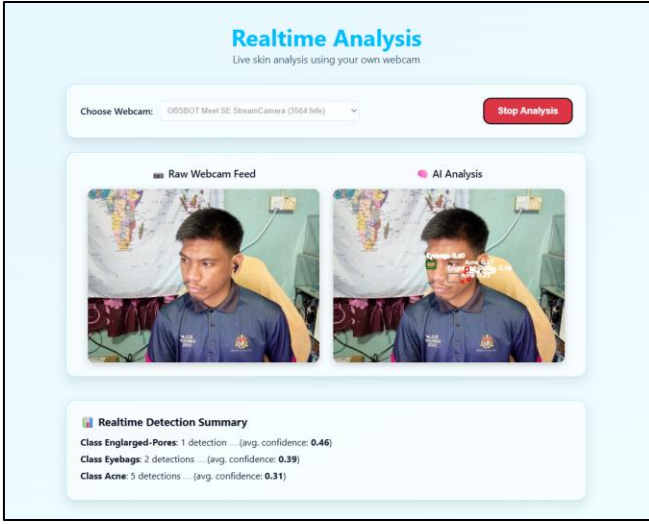 Realtime Analysis
Live skin analysis using your own webcam
Choose Webcam: OBSBOT Meet SE StreamCamera (3564:fefe)
Stop Analysis
Raw Webcam Feed
AI Analysis
Eyebags
Acne
Realtime Detection Summary
Class Englarged-Pores: 1 detection ....(avg. confidence: 0.46)
Class Eyebags: 2 detections ....(avg. confidence: 0.39)
Class Acne: 5 detections ....(avg. confidence: 0.31)